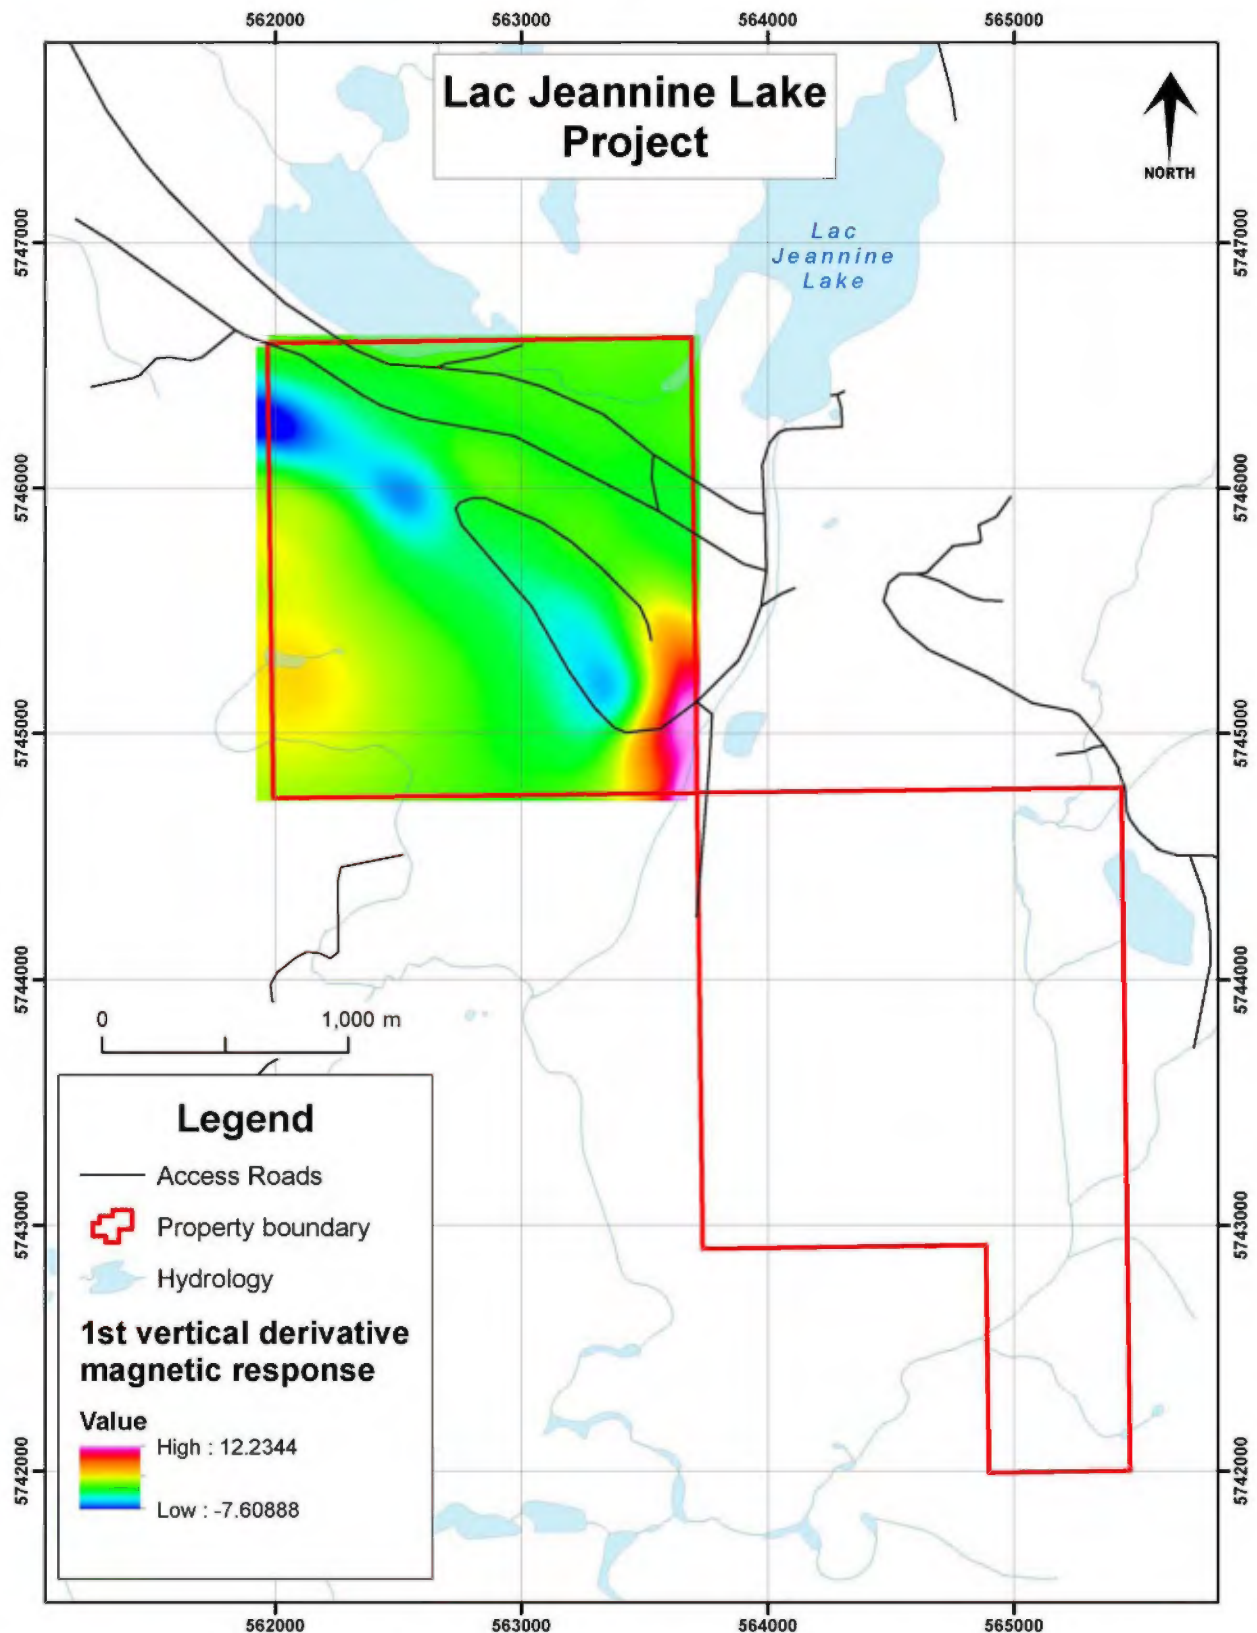 562000 563000 564000 565000
Lac Jeannine Lake
Project
NORTH
5747000 5747000
Lac
Jeannine
Lake
5746000 5746000
5745000 5745000
5744000 5744000
0 1,000 m
Legend
Access Roads
Property boundary
Hydrology
5743000 5743000
1st vertical derivative
magnetic response
Value
High : 12.2344
Low : -7.60888
5742000 5742000
562000 563000 564000 565000